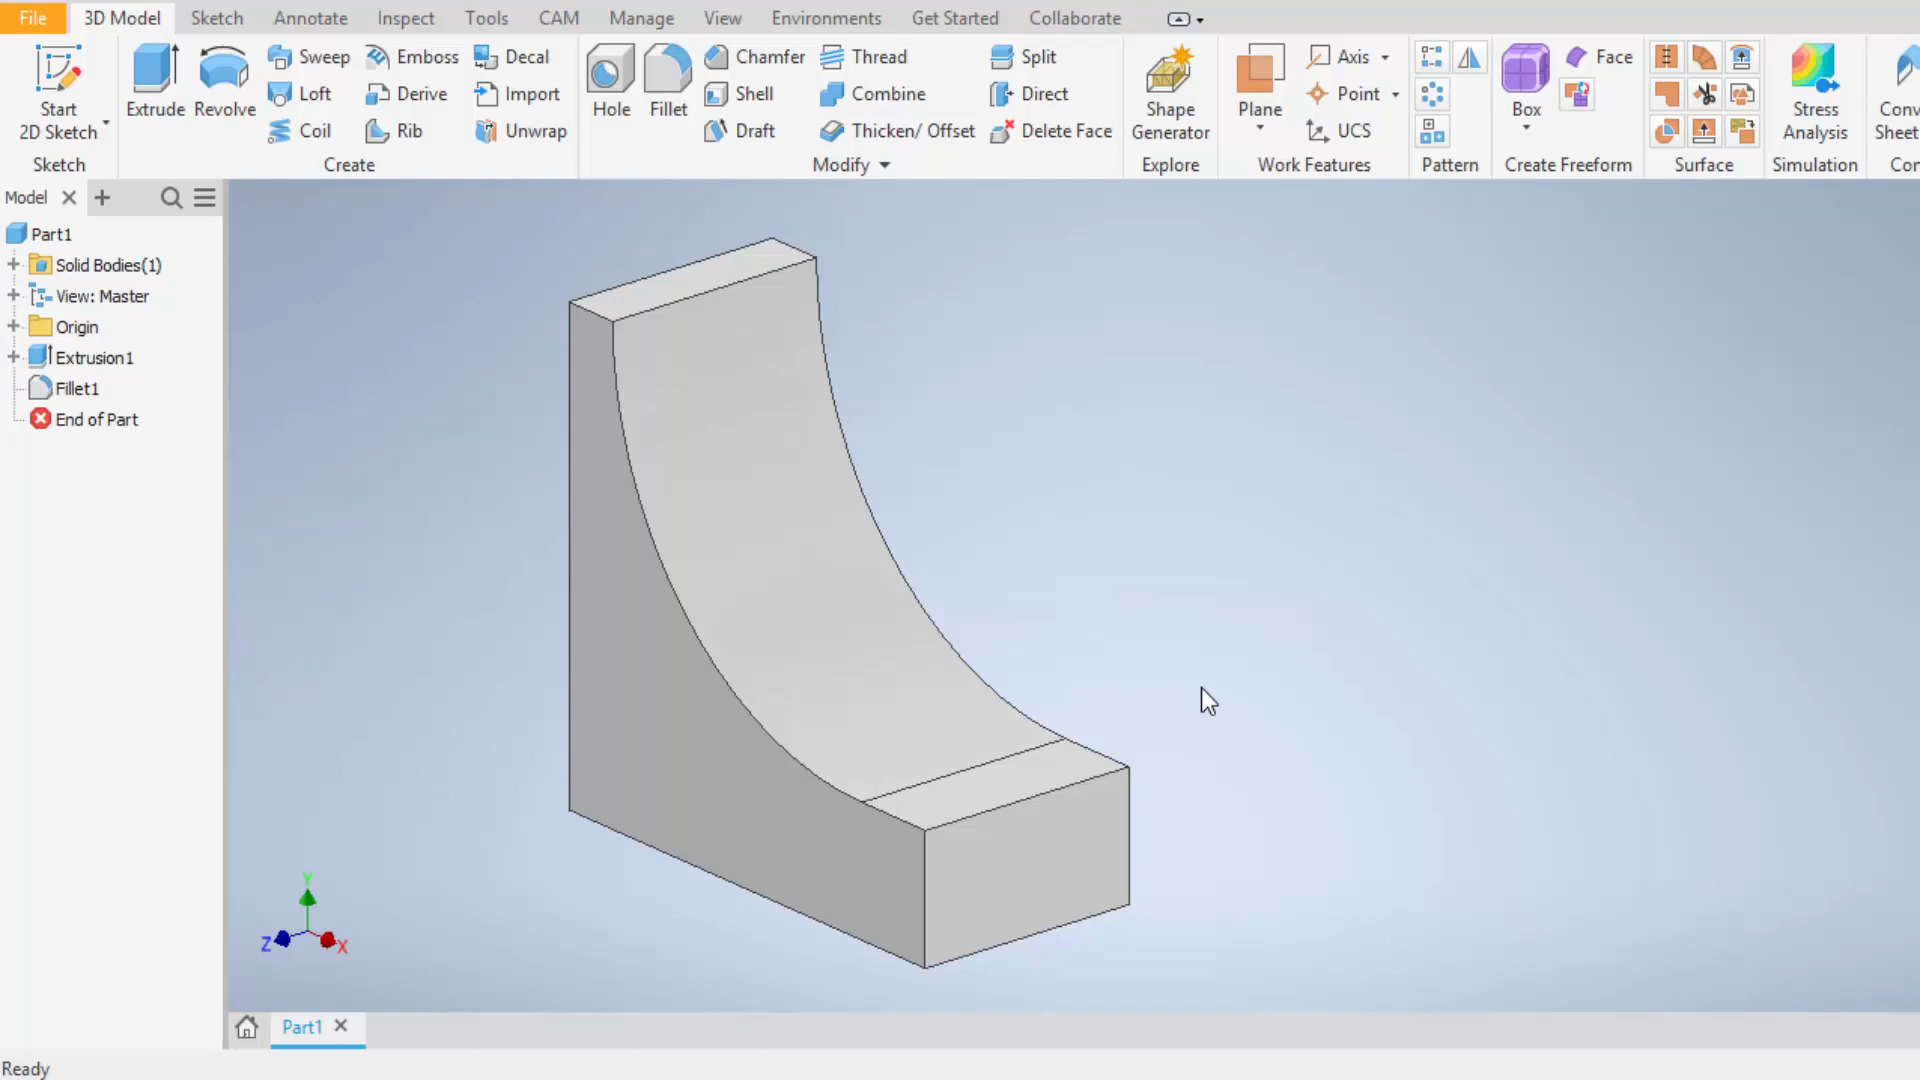 File 3D Model Sketch Annotate Inspect Tools CAM Manage View Environments Get Started Collaborate
Start
2D Sketch
Sketch
Extrude Revolve
Sweep Emboss Decal
Loft Derive Import
Coil Rib Unwrap
Create
Hole Fillet
Chamfer Thread Split
Shell Combine Direct
Draft Thicken/ Offset Delete Face
Modify
Shape
Generator
Explore
Plane
Axis
Point
UCS
Work Features
Pattern
Box
Face
Create Freeform
Surface
Stress
Analysis
Simulation
Conv
Sheet
Cor
Model
Part1
Solid Bodies(1)
View: Master
Origin
Extrusion1
Fillet1
End of Part
Y
Z
X
Part1
Ready